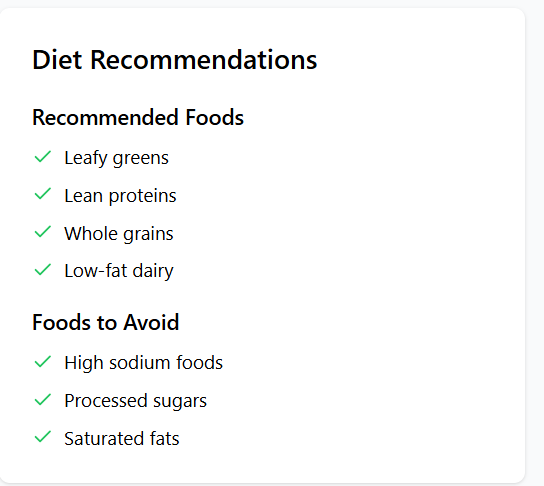 Diet Recommendations
Recommended Foods
Leafy greens
Lean proteins
Whole grains
Low-fat dairy
Foods to Avoid
High sodium foods
Processed sugars
Saturated fats